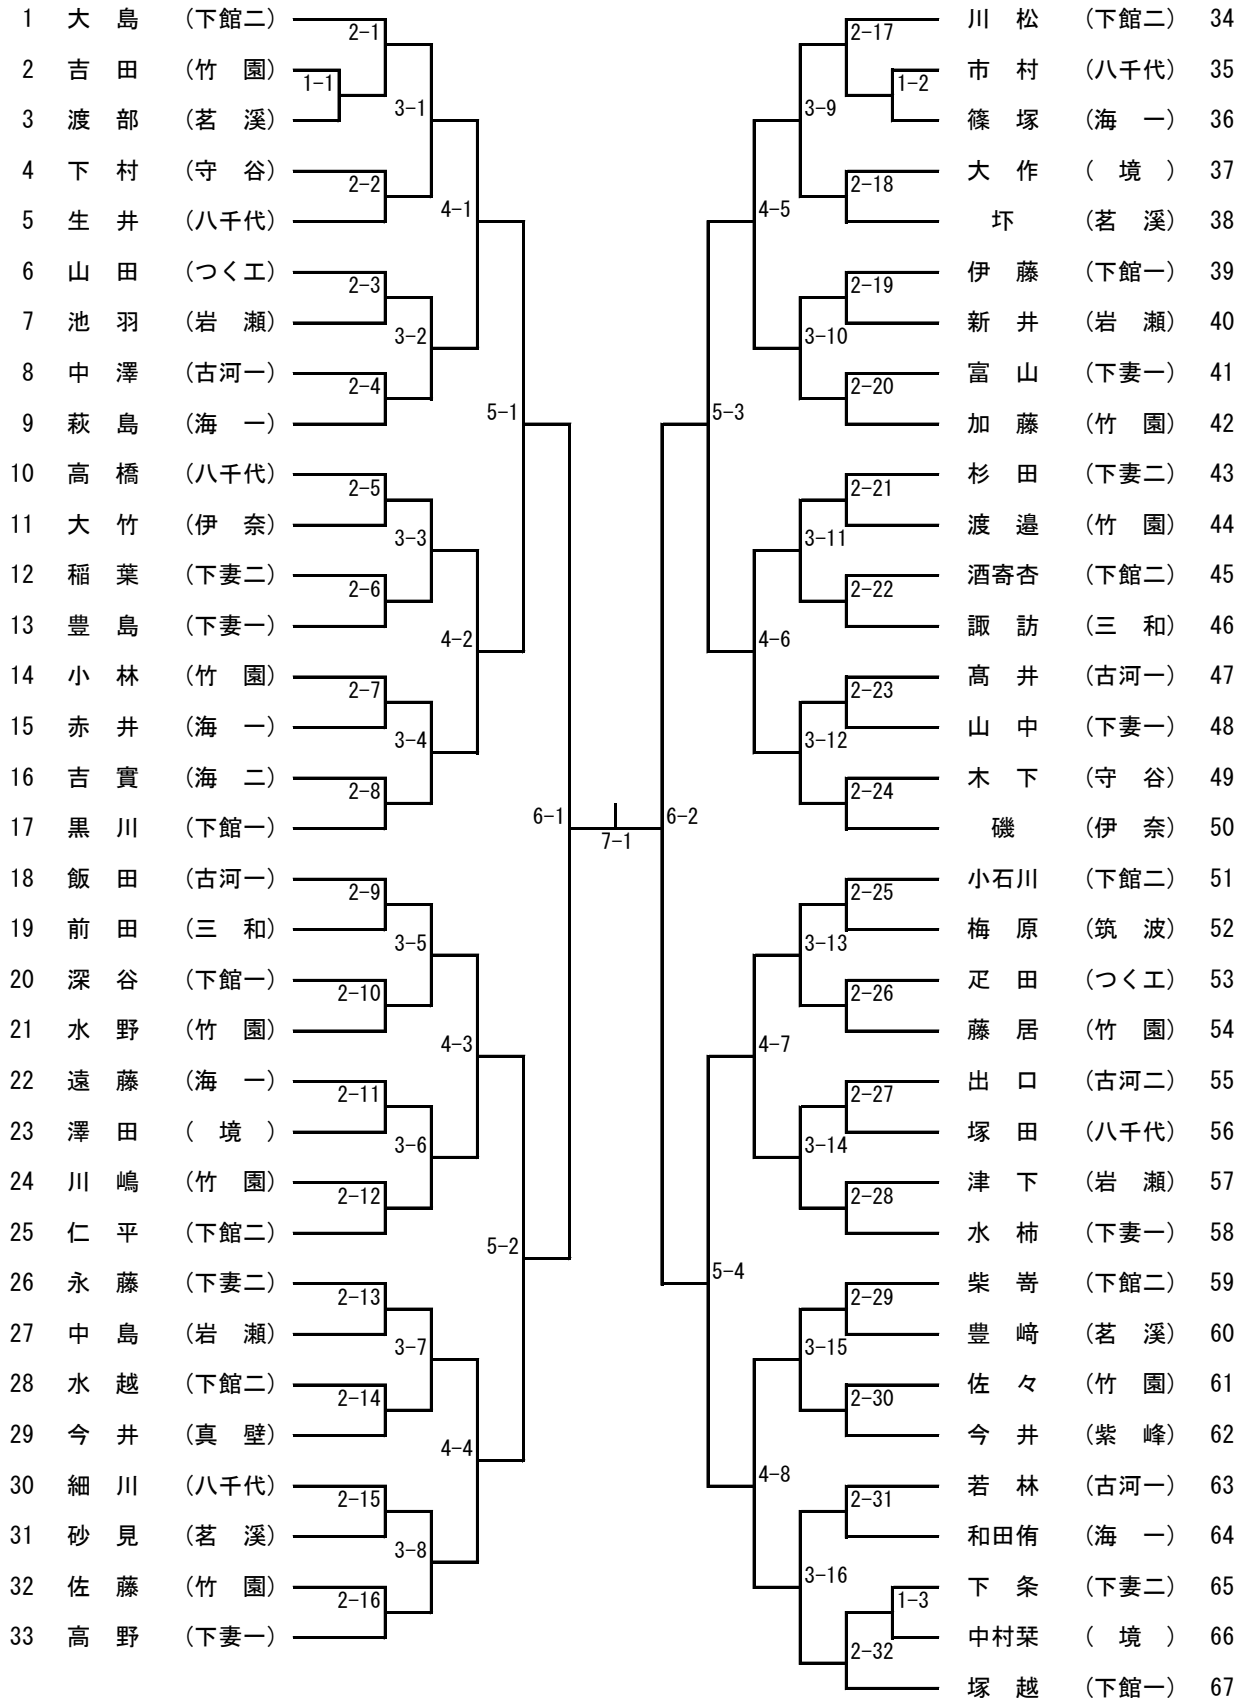 1 大 島 (下館二)
2 吉 田 (竹 園)
3 渡 部 (茗 溪)
4 下 村 (守 谷)
5 生 井 (八千代)
6 山 田 (つく工)
7 池 羽 (岩 瀬)
8 中 澤 (古河一)
9 萩 島 (海 一)
10 高 橋 (八千代)
11 大 竹 (伊 奈)
12 稲 葉 (下妻二)
13 豊 島 (下妻一)
14 小 林 (竹 園)
15 赤 井 (海 一)
16 吉 實 (海 二)
17 黒 川 (下館一)
18 飯 田 (古河一)
19 前 田 (三 和)
20 深 谷 (下館一)
21 水 野 (竹 園)
22 遠 藤 (海 一)
23 澤 田 ( 境 )
24 川 嶋 (竹 園)
25 仁 平 (下館二)
26 永 藤 (下妻二)
27 中 島 (岩 瀬)
28 水 越 (下館二)
29 今 井 (真 壁)
30 細 川 (八千代)
31 砂 見 (茗 溪)
32 佐 藤 (竹 園)
33 高 野 (下妻一)
1-1
2-1
2-2
2-3
2-4
2-5
2-6
2-7
2-8
2-9
2-10
2-11
2-12
2-13
2-14
2-15
2-16
3-1
3-2
3-3
3-4
3-5
3-6
3-7
3-8
4-1
4-2
4-3
4-4
5-1
5-2
6-1
7-1
6-2
5-3
5-4
4-5
4-6
4-7
4-8
3-9
3-10
3-11
3-12
3-13
3-14
3-15
3-16
2-17
2-18
2-19
2-20
2-21
2-22
2-23
2-24
2-25
2-26
2-27
2-28
2-29
2-30
2-31
2-32
1-2
1-3
川 松 (下館二) 34
市 村 (八千代) 35
篠 塚 (海 一) 36
大 作 ( 境 ) 37
坏 (茗 溪) 38
伊 藤 (下館一) 39
新 井 (岩 瀬) 40
富 山 (下妻一) 41
加 藤 (竹 園) 42
杉 田 (下妻二) 43
渡 邉 (竹 園) 44
酒寄杏 (下館二) 45
諏 訪 (三 和) 46
髙 井 (古河一) 47
山 中 (下妻一) 48
木 下 (守 谷) 49
磯 (伊 奈) 50
小石川 (下館二) 51
梅 原 (筑 波) 52
疋 田 (つく工) 53
藤 居 (竹 園) 54
出 口 (古河二) 55
塚 田 (八千代) 56
津 下 (岩 瀬) 57
水 柿 (下妻一) 58
柴 嵜 (下館二) 59
豊 﨑 (茗 溪) 60
佐 々 (竹 園) 61
今 井 (紫 峰) 62
若 林 (古河一) 63
和田侑 (海 一) 64
下 条 (下妻二) 65
中村栞 ( 境 ) 66
塚 越 (下館一) 67